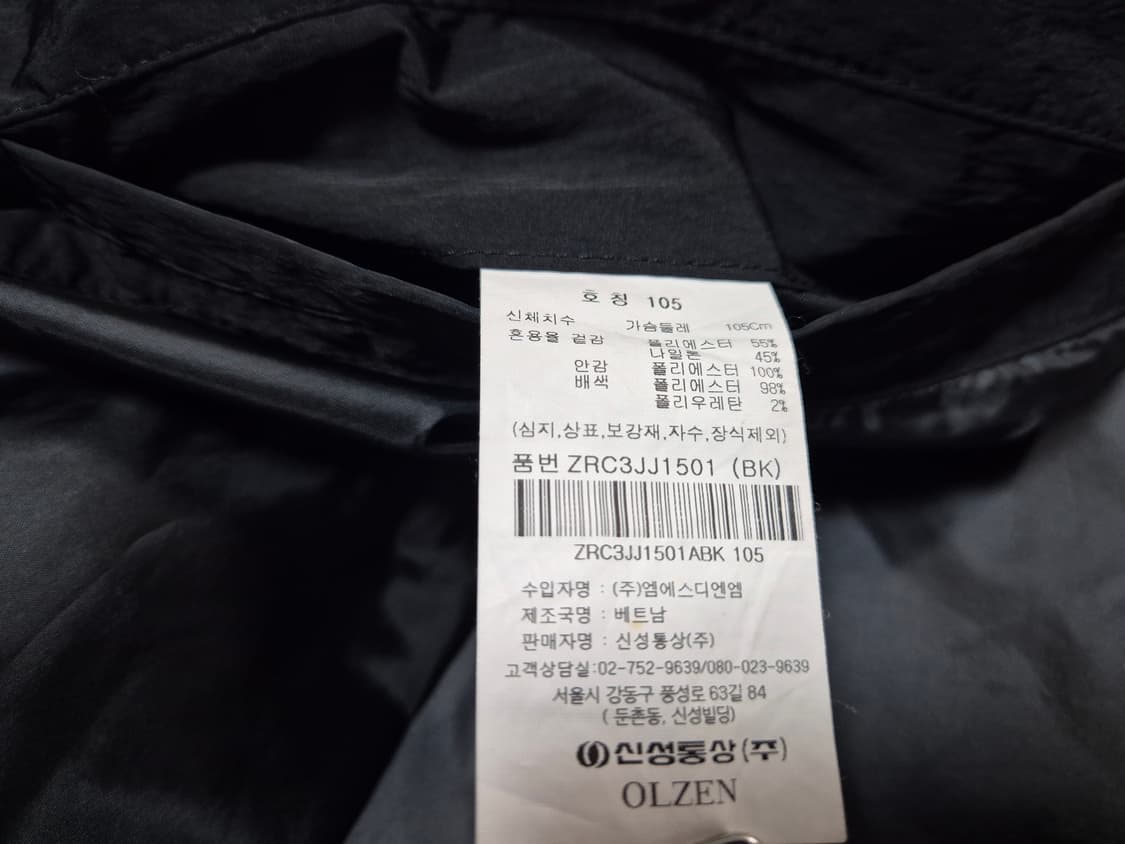 호칭 105
신체치수 가슴둘레 105Cm
혼용율 겉감 폴리에스터 55%
나일론 45%
안감 폴리에스터 100%
배색 폴리에스터 98%
폴리우레탄 2%
(심지,상표,보강재,자수,장식제외)
품번 ZRC3JJ1501 (BK)
ZRC3JJ1501ABK 105
수입자명 : (주)엠에스디엔엠
제조국명 : 베트남
판매자명 : 신성통상(주)
고객상담실:02-752-9639/080-023-9639
서울시 강동구 풍성로 63길 84
( 둔촌동, 신성빌딩)
신성통상(주)
OLZEN